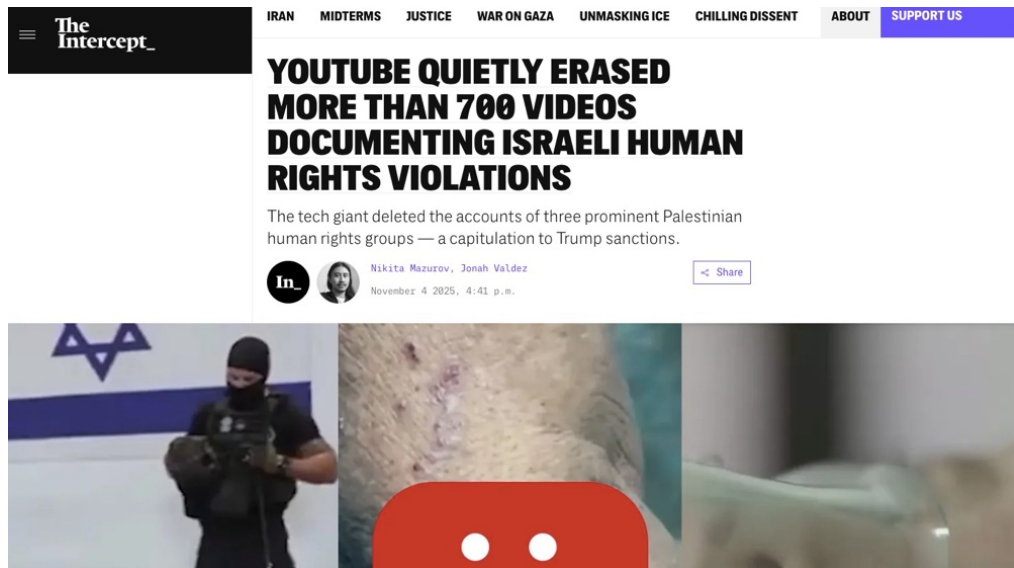 The
Intercept_
IRAN MIDTERMS JUSTICE WAR ON GAZA UNMASKING ICE CHILLING DISSENT ABOUT SUPPORT US
YOUTUBE QUIETLY ERASED
MORE THAN 700 VIDEOS
DOCUMENTING ISRAELI HUMAN
RIGHTS VIOLATIONS
The tech giant deleted the accounts of three prominent Palestinian
human rights groups — a capitulation to Trump sanctions.
In_
Nikita Mazurov, Jonah Valdez
November 4 2025, 4:41 p.m.
Share